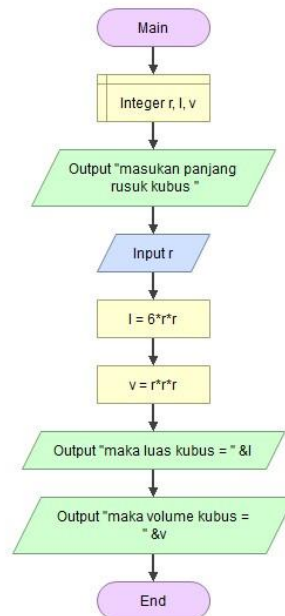 Main
Integer r, l, v
Output "masukan panjang
rusuk kubus "
Input r
l = 6*r*r
v = r*r*r
Output "maka luas kubus = " &l
Output "maka volume kubus =
" &v
End